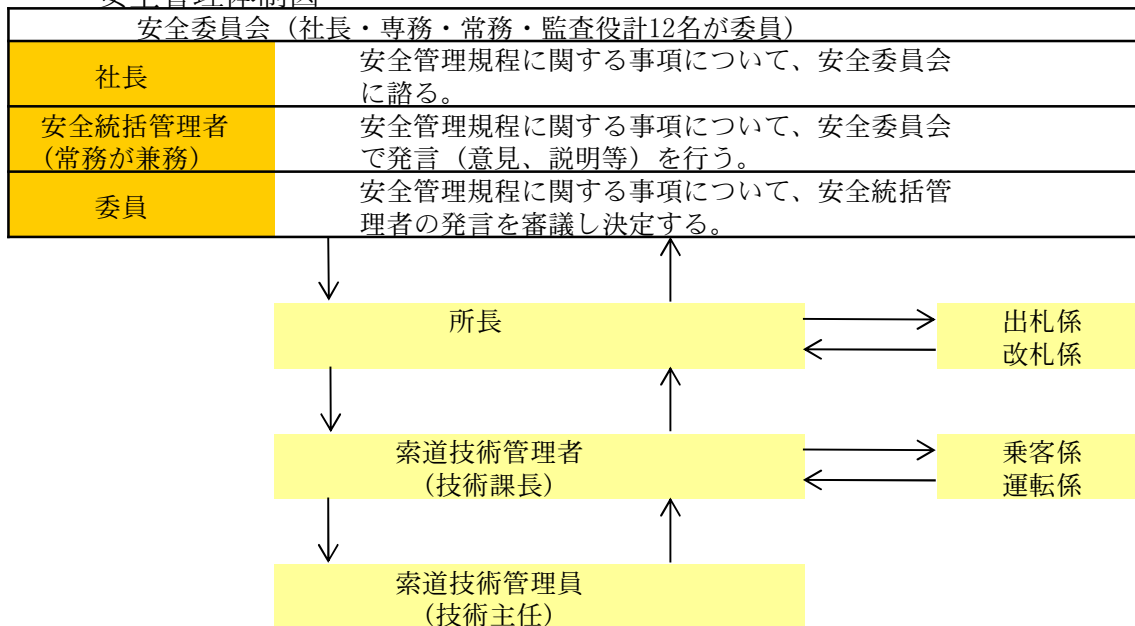 安全管理体制図
安全委員会（社長・専務・常務・監査役計12名が委員）
社長
安全管理規程に関する事項について、安全委員会
に諮る。
安全統括管理者
（常務が兼務）
安全管理規程に関する事項について、安全委員会
で発言（意見、説明等）を行う。
委員
安全管理規程に関する事項について、安全統括管
理者の発言を審議し決定する。
所長
出札係
改札係
索道技術管理者
（技術課長）
乗客係
運転係
索道技術管理員
（技術主任）